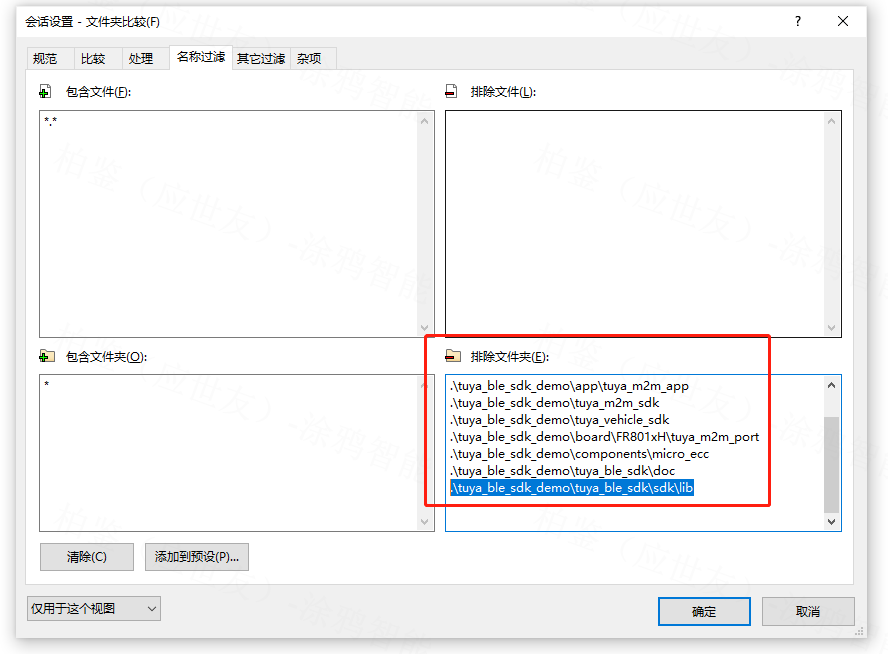 会话设置 - 文件夹比较(F)
?
规范
比较
处理
名称过滤
其它过滤
杂项
包含文件(F):
排除文件(L):
*.*
包含文件夹(O):
排除文件夹(E):
*
.\tuya_ble_sdk_demo\app\tuya_m2m_app
.\tuya_ble_sdk_demo\tuya_m2m_sdk
.\tuya_ble_sdk_demo\tuya_vehicle_sdk
.\tuya_ble_sdk_demo\board\FR801xH\tuya_m2m_port
.\tuya_ble_sdk_demo\components\micro_ecc
.\tuya_ble_sdk_demo\tuya_ble_sdk\doc
.\tuya_ble_sdk_demo\tuya_ble_sdk\sdk\lib
清除(C)
添加到预设(P)...
仅用于这个视图
确定
取消
柏鉴（应世友）-涂鸦智能